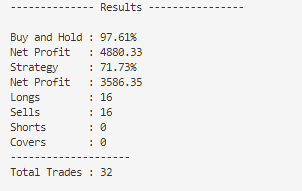 -------------- Results ----------------
Buy and Hold : 97.61%
Net Profit : 4880.33
Strategy : 71.73%
Net Profit : 3586.35
Longs : 16
Sells : 16
Shorts : 0
Covers : 0
--------------------
Total Trades : 32